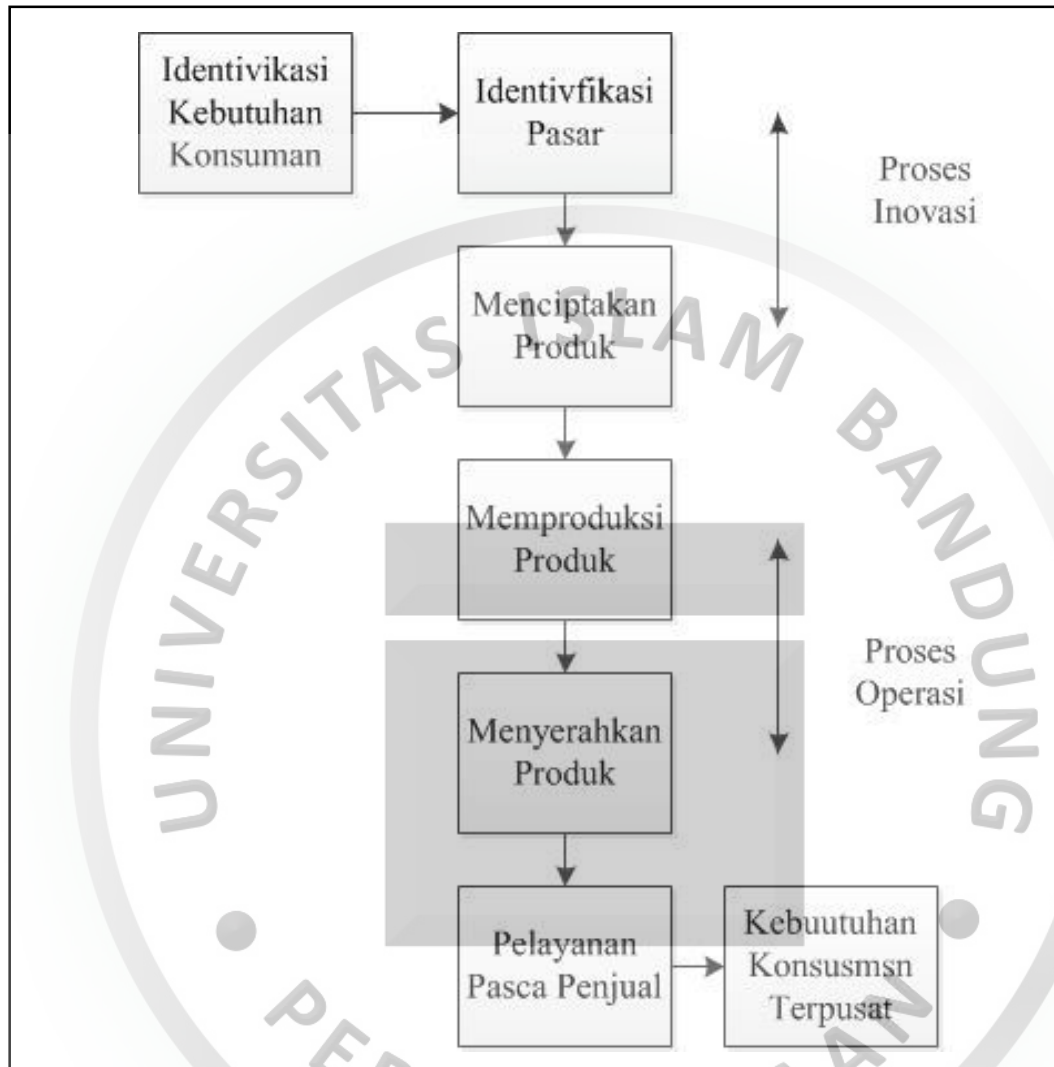 Identivikasi
Kebutuhan
Konsuman
Identivfikasi
Pasar
Proses
Inovasi
Menciptakan
Produk
Memproduksi
Produk
Proses
Operasi
Menyerahkan
Produk
Pelayanan
Pasca Penjual
Kebuutuhan
Konsusmsn
Terpusat
UNIVERSITAS ISLAM BANDUNG